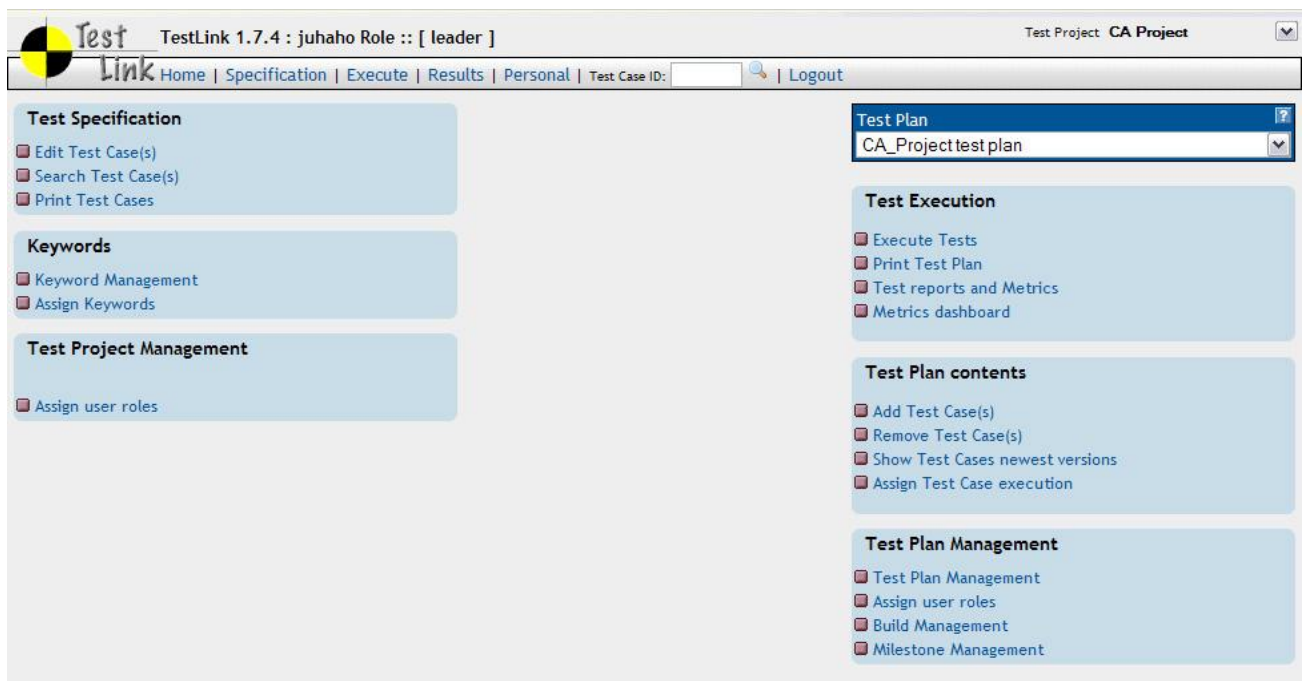 Test
Link
TestLink 1.7.4 : juhaho Role :: [ leader ]
Test Project CA Project
Home | Specification | Execute | Results | Personal | Test Case ID: | Logout
Test Specification
Edit Test Case(s)
Search Test Case(s)
Print Test Cases
Keywords
Keyword Management
Assign Keywords
Test Project Management
Assign user roles
Test Plan
?
CA_Project test plan
Test Execution
Execute Tests
Print Test Plan
Test reports and Metrics
Metrics dashboard
Test Plan contents
Add Test Case(s)
Remove Test Case(s)
Show Test Cases newest versions
Assign Test Case execution
Test Plan Management
Test Plan Management
Assign user roles
Build Management
Milestone Management